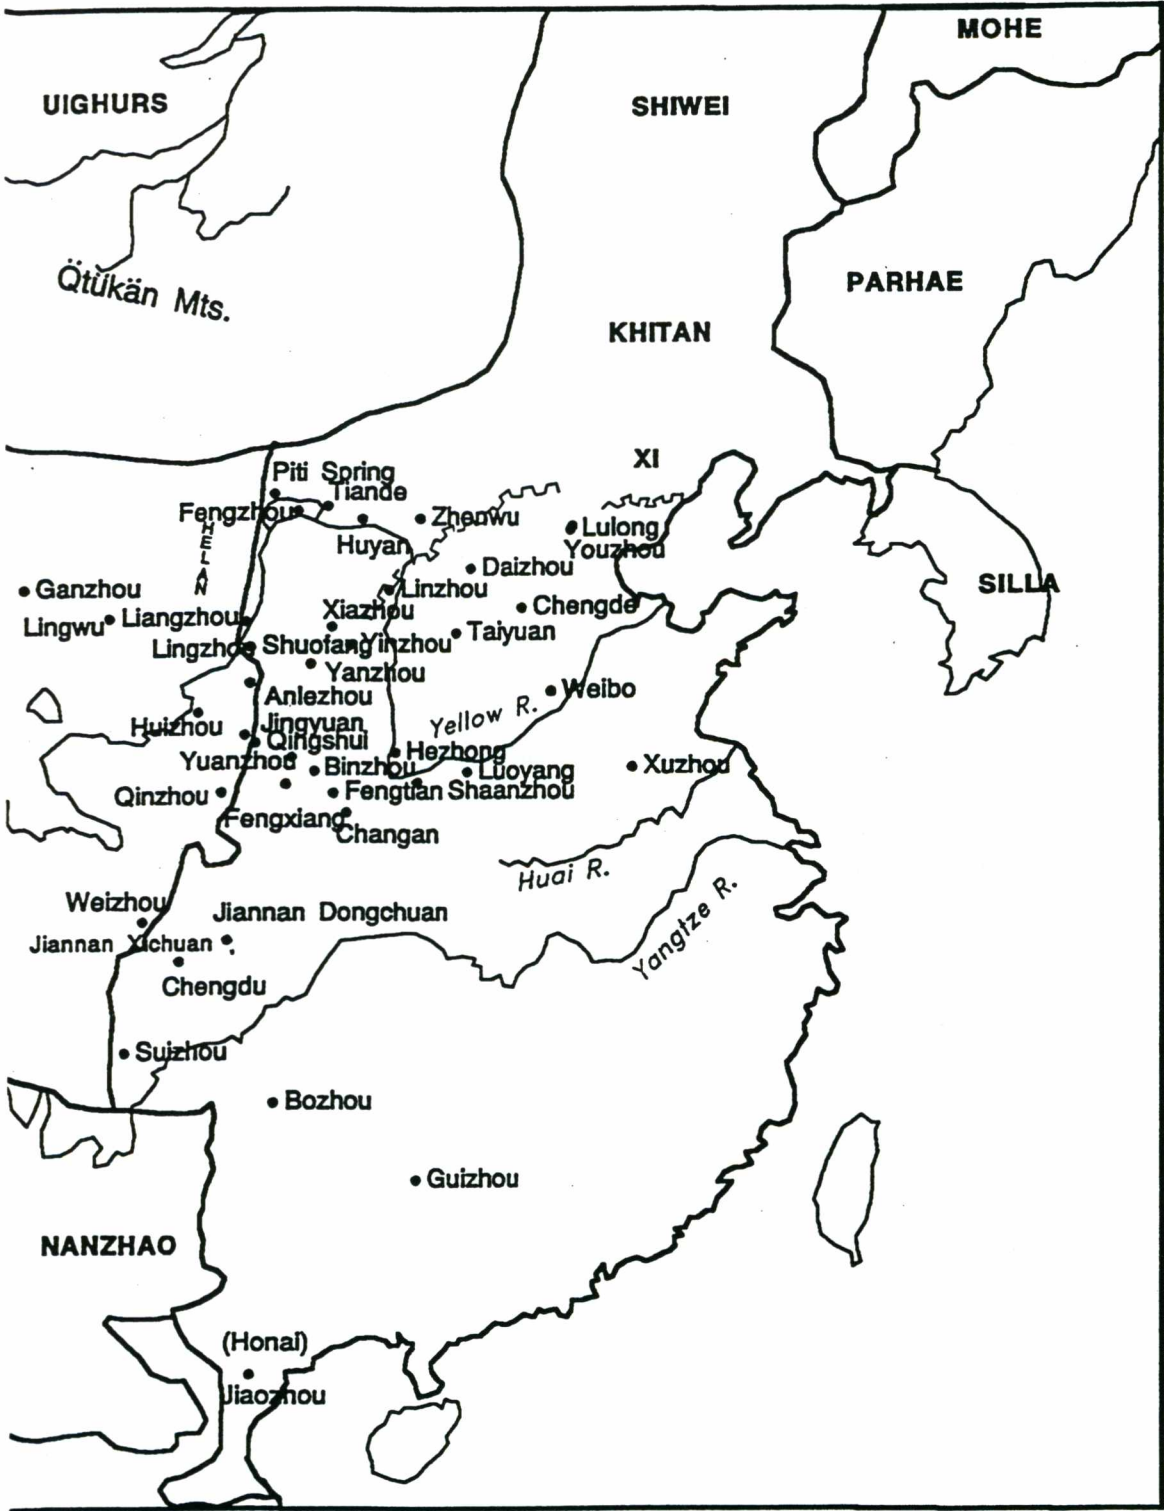 MOHE
UIGHURS
SHIWEI
PARHAE
Ötükän Mts.
KHITAN
XI
Piti Spring
Tiande
Fengzhou
Zhenwu
Lulong
HELAN
Huyan
Youzhou
Daizhou
Ganzhou
Linzhou
SILLA
Xiazhou
Chengde
Lingwu
Liangzhou
Taiyuan
Lingzhou
Shuofang
Yinzhou
Yanzhou
Anlezhou
Weibo
Huizhou
Jingyuan
Yellow R.
Qingshui
Hezhong
Yuanzhou
Binzhou
Luoyang
Xuzhou
Qinzhou
Fengtian
Shaanzhou
Fengxiang
Changan
Huai R.
Weizhou
Jiannan Dongchuan
Yangtze R.
Jiannan Xichuan
Chengdu
Suizhou
Bozhou
Guizhou
NANZHAO
(Honai)
Jiaozhou